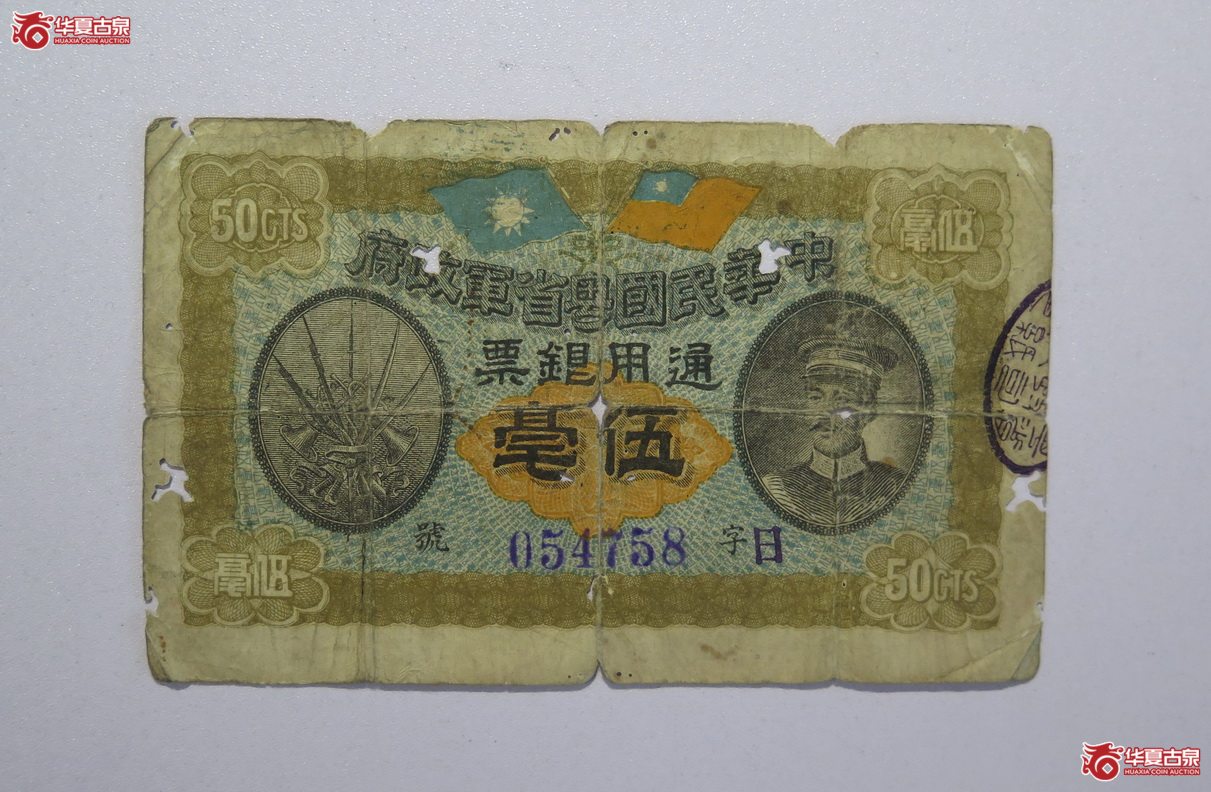 华夏古泉
HUAXIA COIN AUCTION
50CTS
毫伍
中華民國粵省軍政府
通用銀票
伍毫
日字 054758 號
毫伍
50CTS
华夏古泉
HUAXIA COIN AUCTION